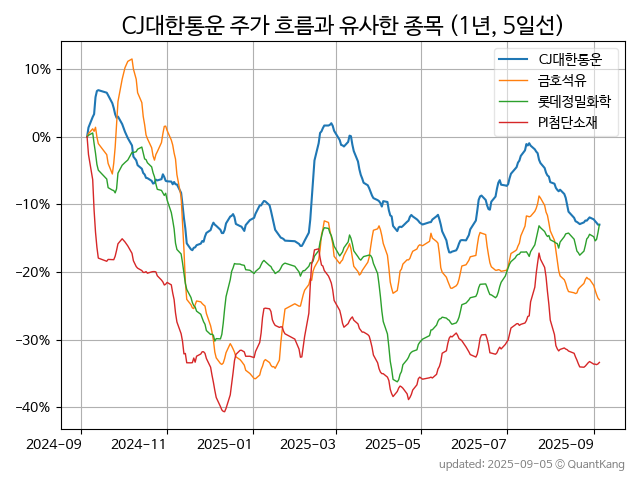 CJ대한통운 주가 흐름과 유사한 종목 (1년, 5일선)
CJ대한통운
금호석유
롯데정밀화학
PI첨단소재
10%
0%
−10%
−20%
−30%
−40%
2024-09
2024-11
2025-01
2025-03
2025-05
2025-07
2025-09
updated: 2025-09-05 © QuantKang